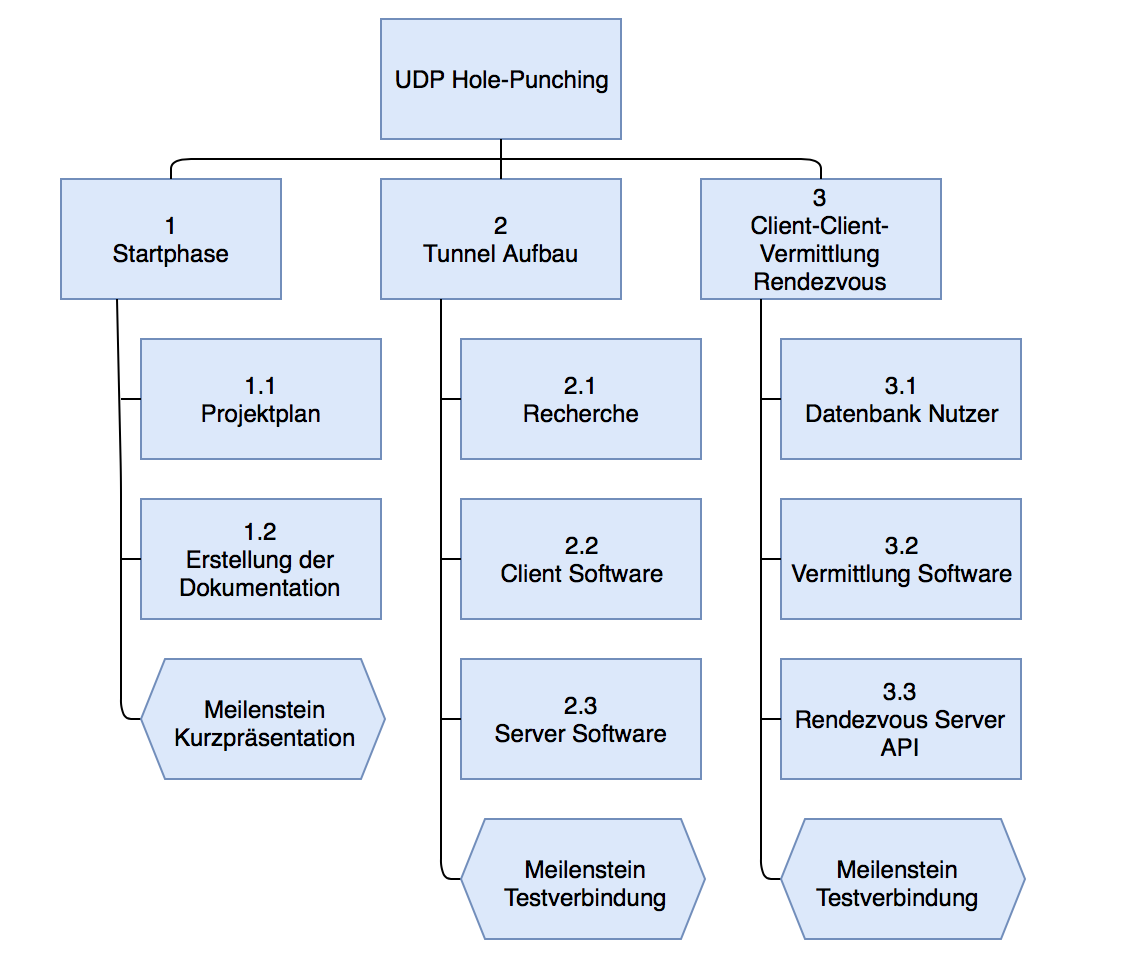 UDP Hole-Punching
1
Startphase
2
Tunnel Aufbau
3
Client-Client-
Vermittlung
Rendezvous
1.1
Projektplan
2.1
Recherche
3.1
Datenbank Nutzer
1.2
Erstellung der
Dokumentation
2.2
Client Software
3.2
Vermittlung Software
Meilenstein
Kurzpräsentation
2.3
Server Software
3.3
Rendezvous Server
API
Meilenstein
Testverbindung
Meilenstein
Testverbindung